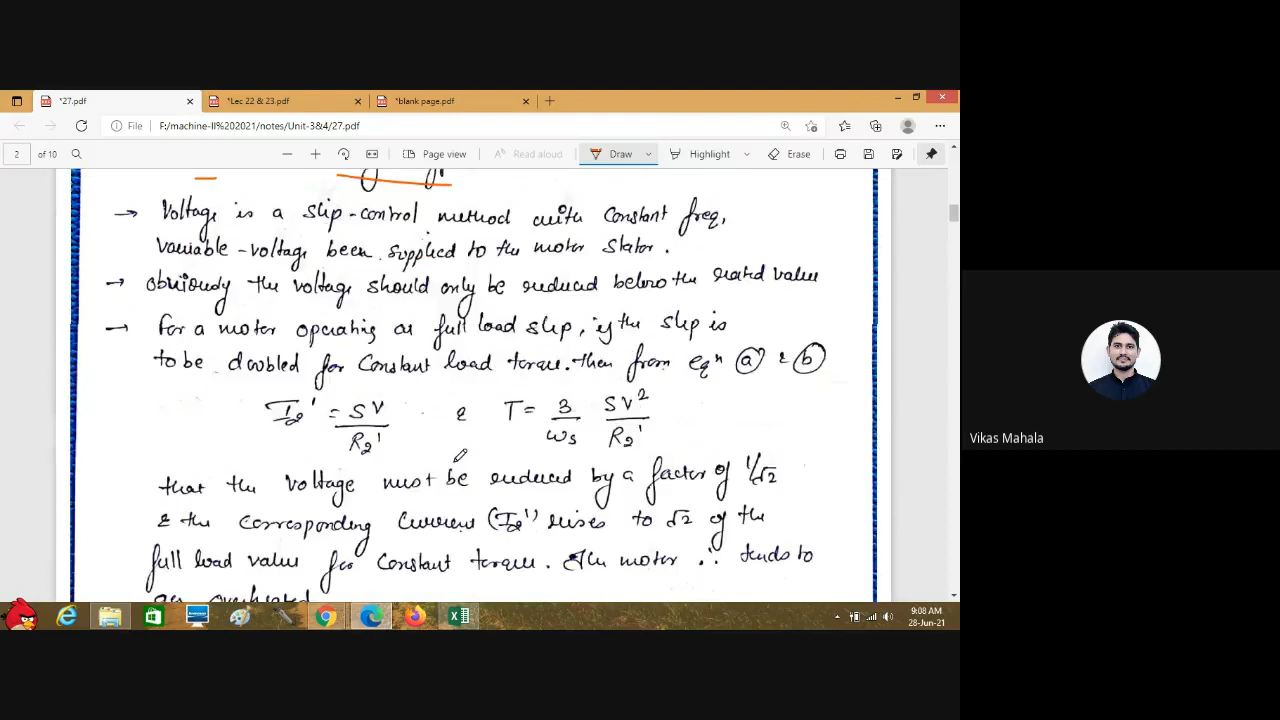 *27.pdf
*Lec 22 & 23.pdf
*blank page.pdf
File
F:/machine-II%202021/notes/Unit-3&4/27.pdf
2 of 10
Page view
Read aloud
Draw
Highlight
Erase
→ Voltage is a slip-control method with constant freq,
variable-voltage been supplied to the motor stator.
→ obviously the voltage should only be reduced below the rated value
→ for a motor operating at full load slip, if the slip is
to be doubled for constant load torque. then from eqⁿ ⓐ & ⓑ
I₂' = SV/R₂' & T = 3/ωs SV²/R₂'
that the voltage must be reduced by a factor of 1/√2
& the corresponding current (I₂') rises to √2 of the
full load value for constant torque. The motor ∴ tends to
Vikas Mahala
9:08 AM
28-Jun-21